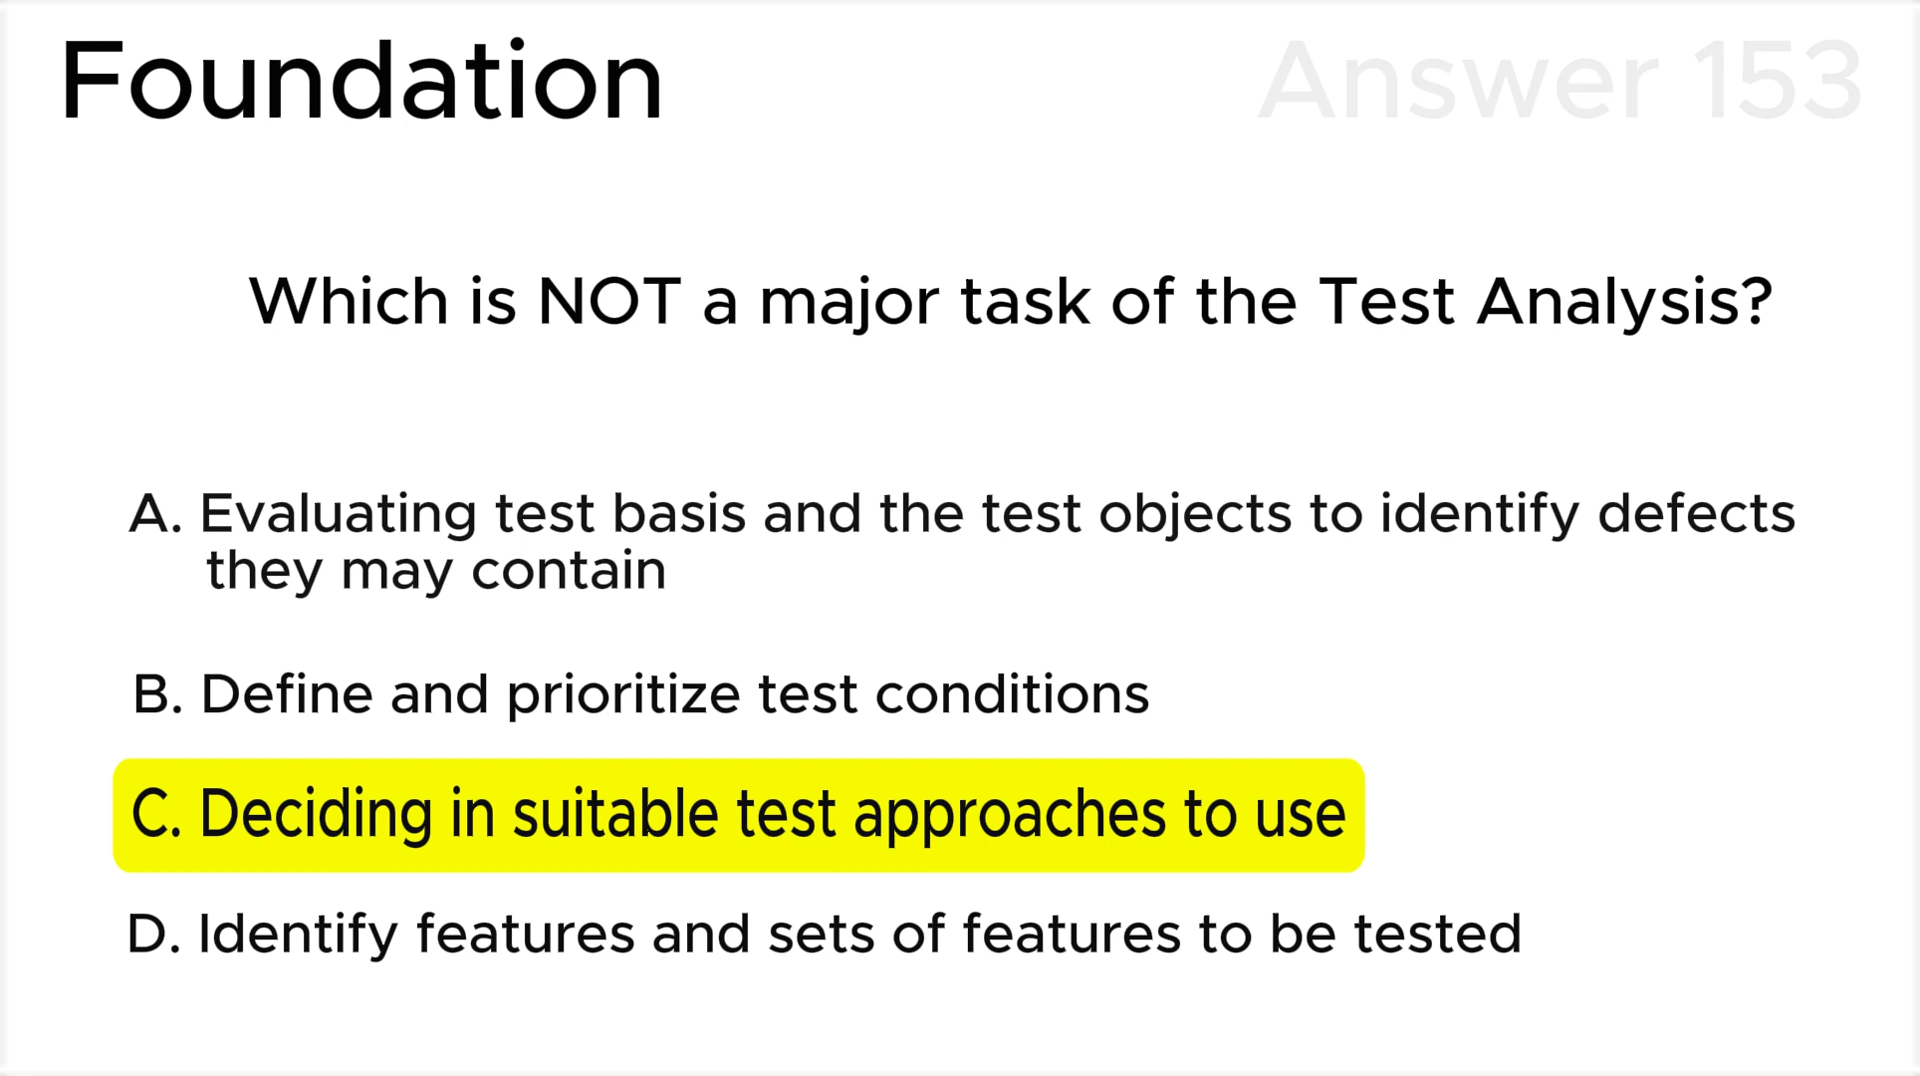 Foundation
Answer 153
Which is NOT a major task of the Test Analysis?
A. Evaluating test basis and the test objects to identify defects
they may contain
B. Define and prioritize test conditions
C. Deciding in suitable test approaches to use
D. Identify features and sets of features to be tested